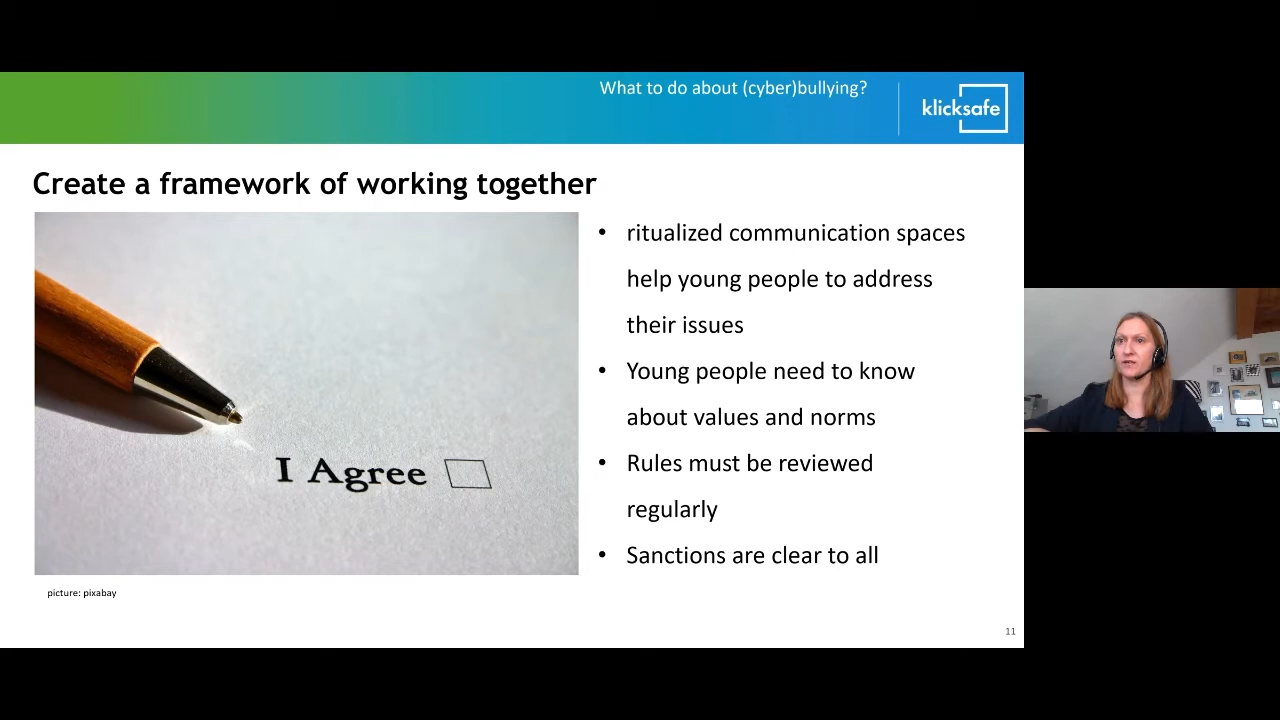 What to do about (cyber)bullying?
klicksafe
Create a framework of working together
• ritualized communication spaces
help young people to address
their issues
• Young people need to know
about values and norms
• Rules must be reviewed
regularly
• Sanctions are clear to all
I Agree
picture: pixabay
11